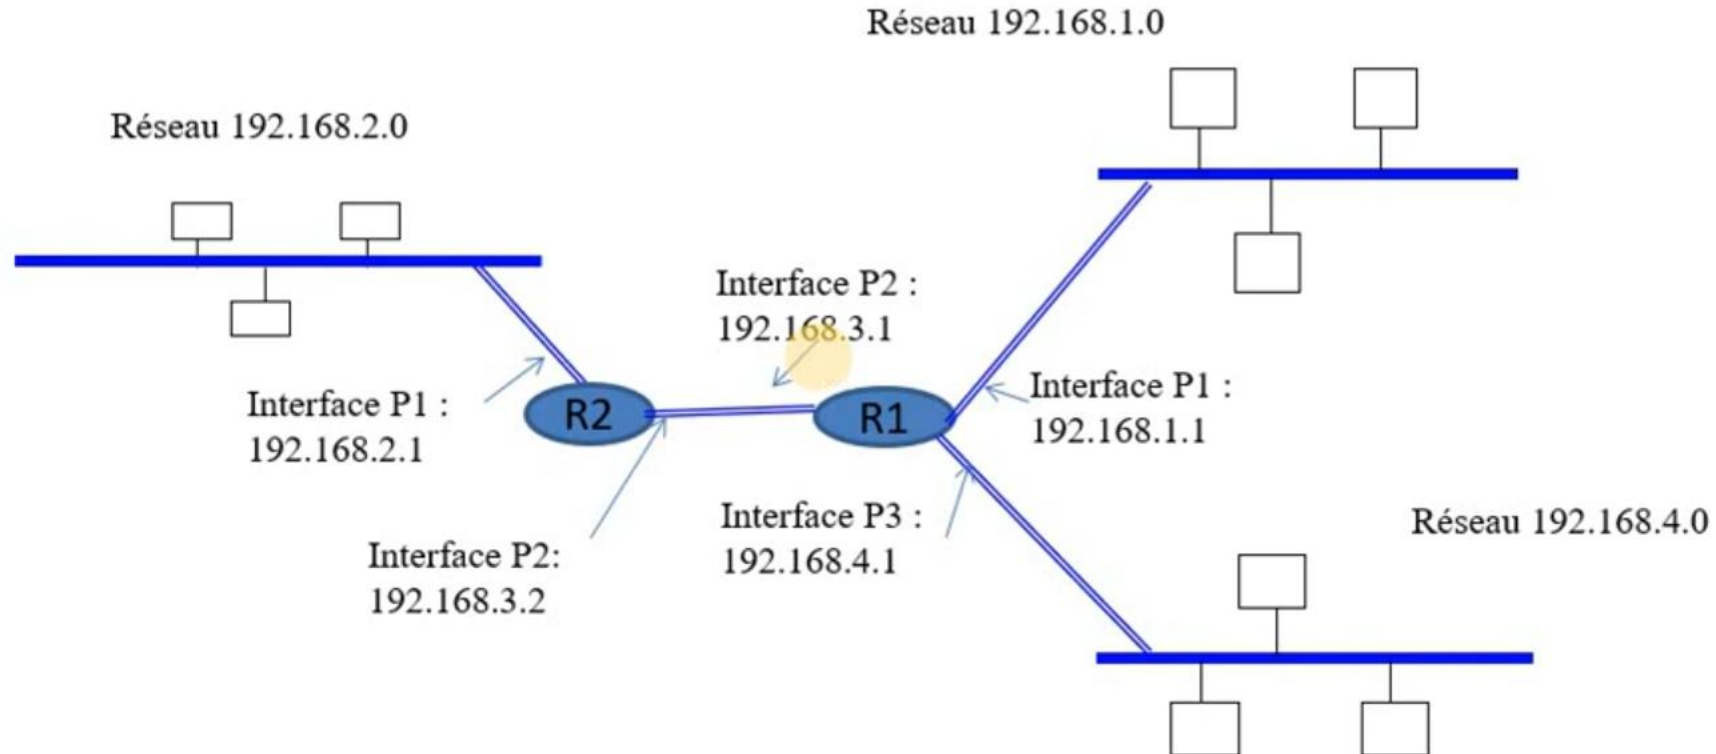 Réseau 192.168.1.0
Réseau 192.168.2.0
Interface P2 :
192.168.3.1
Interface P1 :
192.168.1.1
Interface P1 :
192.168.2.1
R2
R1
Interface P3 :
192.168.4.1
Réseau 192.168.4.0
Interface P2:
192.168.3.2